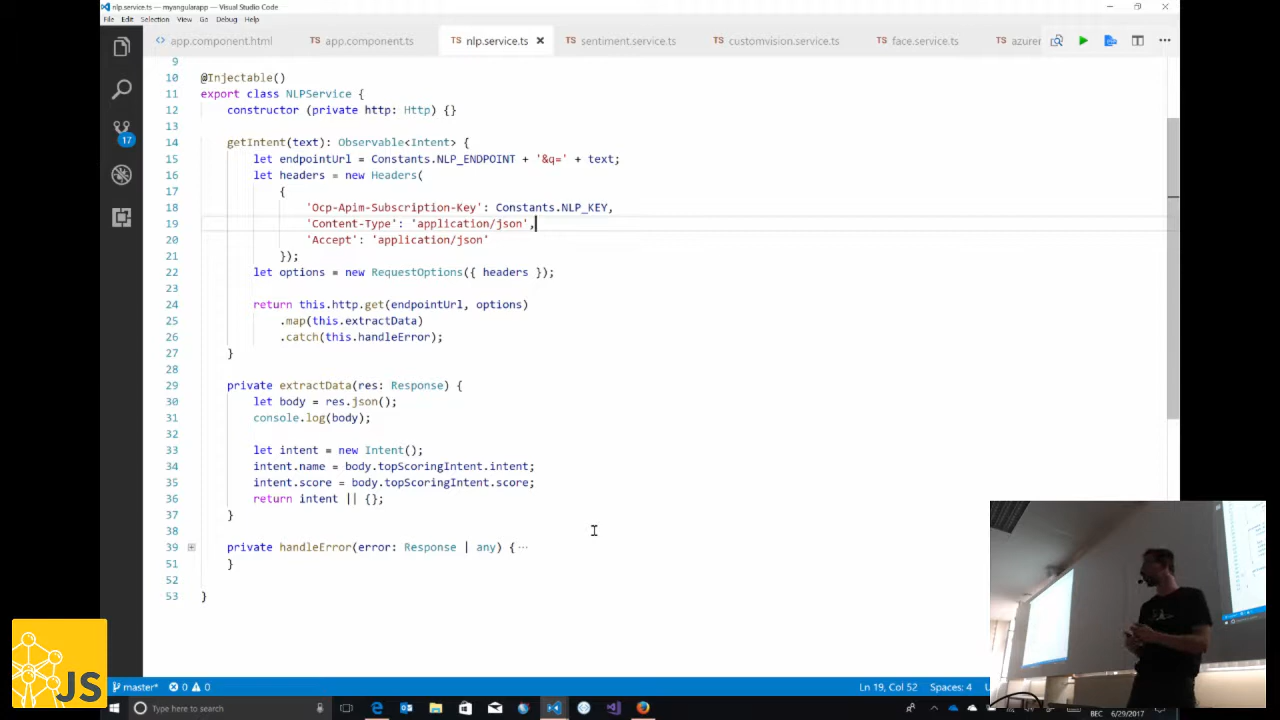 nlp.service.ts - myangularapp - Visual Studio Code
File Edit Selection View Go Debug Help
app.component.html TS app.component.ts TS nlp.service.ts TS sentiment.service.ts TS customvision.service.ts TS face.service.ts TS azurer
9
10 @Injectable()
11 export class NLPService {
12 constructor (private http: Http) {}
13
14 getIntent(text): Observable<Intent> {
15 let endpointUrl = Constants.NLP_ENDPOINT + '&q=' + text;
16 let headers = new Headers(
17 {
18 'Ocp-Apim-Subscription-Key': Constants.NLP_KEY,
19 'Content-Type': 'application/json',
20 'Accept': 'application/json'
21 });
22 let options = new RequestOptions({ headers });
23
24 return this.http.get(endpointUrl, options)
25 .map(this.extractData)
26 .catch(this.handleError);
27 }
28
29 private extractData(res: Response) {
30 let body = res.json();
31 console.log(body);
32
33 let intent = new Intent();
34 intent.name = body.topScoringIntent.intent;
35 intent.score = body.topScoringIntent.score;
36 return intent || {};
37 }
38
39 private handleError(error: Response | any) { ···
51 }
52
53 }
17
JS
master* 0 0 Ln 19, Col 52 Spaces: 4
Type here to search
BEC 6/29/2017